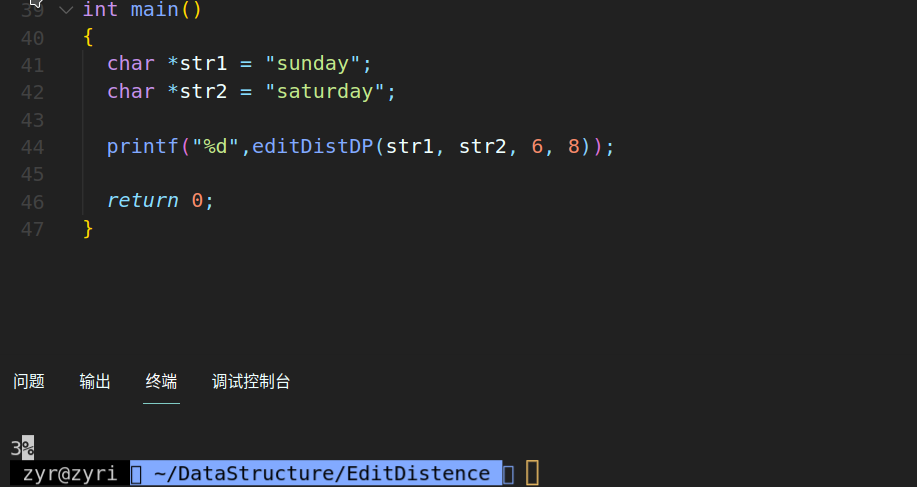 39 int main()
40 {
41 char *str1 = "sunday";
42 char *str2 = "saturday";
43
44 printf("%d",editDistDP(str1, str2, 6, 8));
45
46 return 0;
47 }
问题 输出 终端 调试控制台
3%
zyr@zyri ~/DataStructure/EditDistence